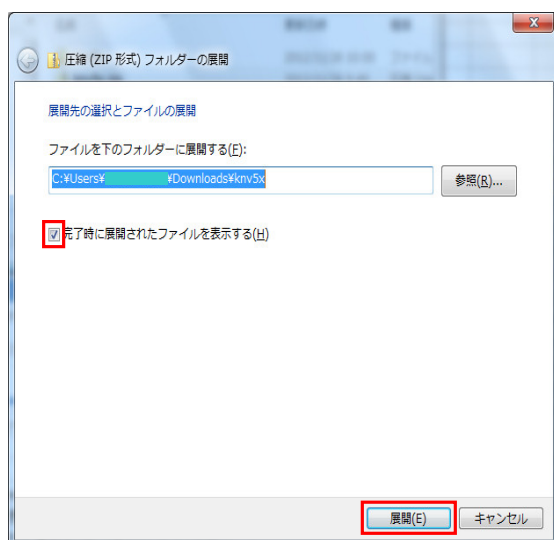 圧縮 (ZIP 形式) フォルダーの展開
展開先の選択とファイルの展開
ファイルを下のフォルダーに展開する(F):
C:¥Users¥ ¥Downloads¥knv5x
参照(R)...
完了時に展開されたファイルを表示する(H)
展開(E)
キャンセル